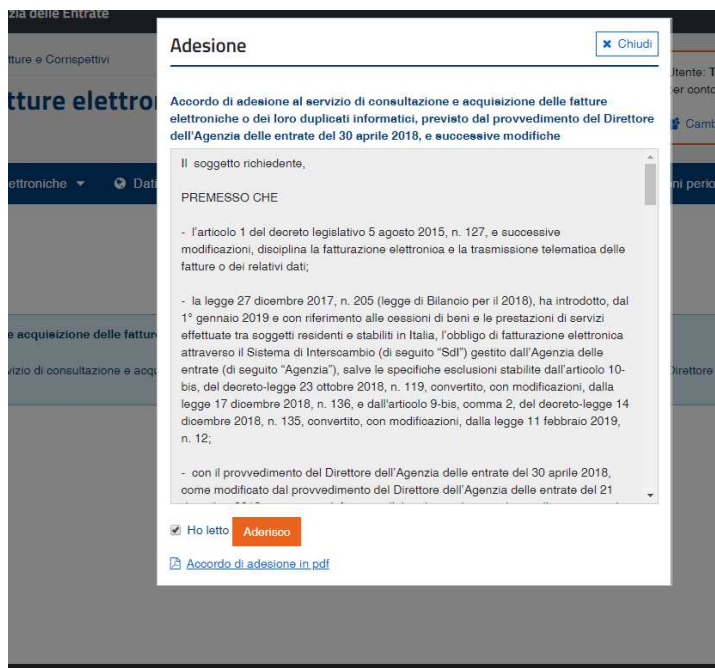 zia delle Entrate
Adesione
Chiudi
tture e Corrispettivi
Utente: T
er conto
tture elettroi
Camb
Accordo di adesione al servizio di consultazione e acquisizione delle fatture
elettroniche o dei loro duplicati informatici, previsto dal provvedimento del Direttore
dell'Agenzia delle entrate del 30 aprile 2018, e successive modifiche
Il soggetto richiedente,
ettroniche
Dati
ni perio
PREMESSO CHE
- l'articolo 1 del decreto legislativo 5 agosto 2015, n. 127, e successive
modificazioni, disciplina la fatturazione elettronica e la trasmissione telematica delle
fatture o dei relativi dati;
- la legge 27 dicembre 2017, n. 205 (legge di Bilancio per il 2018), ha introdotto, dal
1° gennaio 2019 e con riferimento alle cessioni di beni e le prestazioni di servizi
effettuate tra soggetti residenti e stabiliti in Italia, l'obbligo di fatturazione elettronica
attraverso il Sistema di Interscambio (di seguito "SdI") gestito dall'Agenzia delle
entrate (di seguito "Agenzia"), salve le specifiche esclusioni stabilite dall'articolo 10-
bis, del decreto-legge 23 ottobre 2018, n. 119, convertito, con modificazioni, dalla
legge 17 dicembre 2018, n. 136, e dall'articolo 9-bis, comma 2, del decreto-legge 14
dicembre 2018, n. 135, convertito, con modificazioni, dalla legge 11 febbraio 2019,
n. 12;
e acquisizione delle fattur
vizio di consultazione e acqu
Direttore
- con il provvedimento del Direttore dell'Agenzia delle entrate del 30 aprile 2018,
come modificato dal provvedimento del Direttore dell'Agenzia delle entrate del 21
Ho letto
Aderisco
Accordo di adesione in pdf